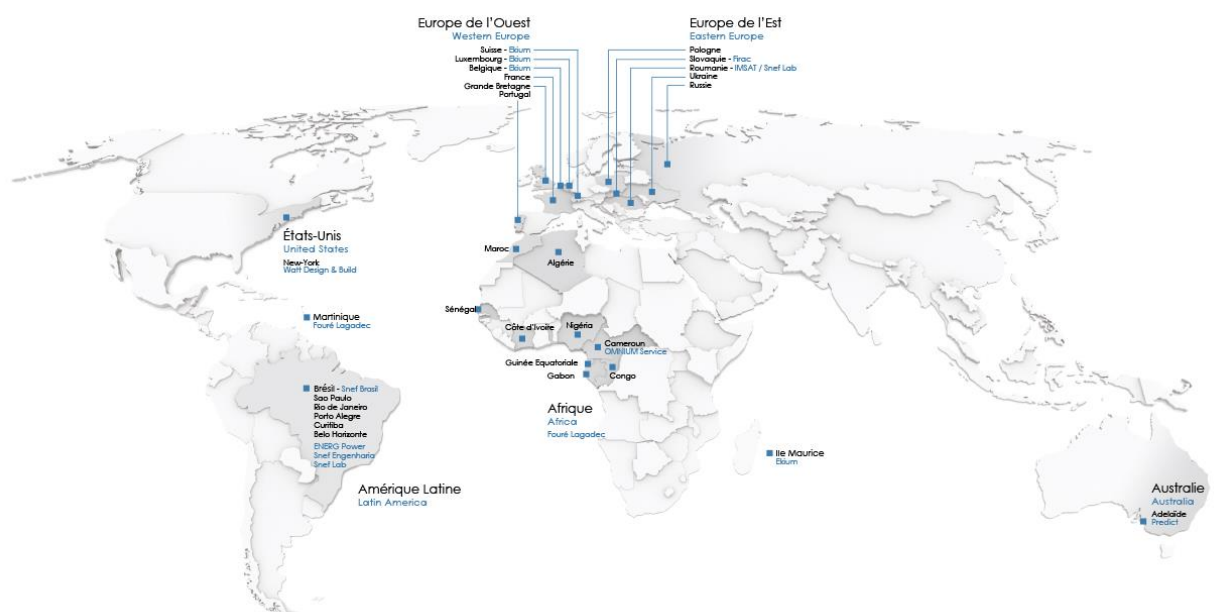 Europe de l'Ouest
Western Europe
Suisse - Ekium
Luxembourg - Ekium
Belgique - Ekium
France
Grande Bretagne
Portugal
Europe de l'Est
Eastern Europe
Pologne
Slovaquie - Firac
Roumanie - IMSAT / Snef Lab
Ukraine
Russie
États-Unis
United States
New-York
Watt Design & Build
Martinique
Fouré Lagadec
Brésil - Snef Brasil
Sao Paulo
Rio de Janeiro
Porto Alegre
Curitiba
Belo Horizonte
ENERG Power
Snef Engenharia
Snef Lab
Amérique Latine
Latin America
Maroc
Algérie
Sénégal
Côte d'Ivoire
Nigéria
Cameroun
OMNIUM Service
Guinée Equatoriale
Gabon
Congo
Afrique
Africa
Fouré Lagadec
Ile Maurice
Ekium
Australie
Australia
Adelaïde
Predict